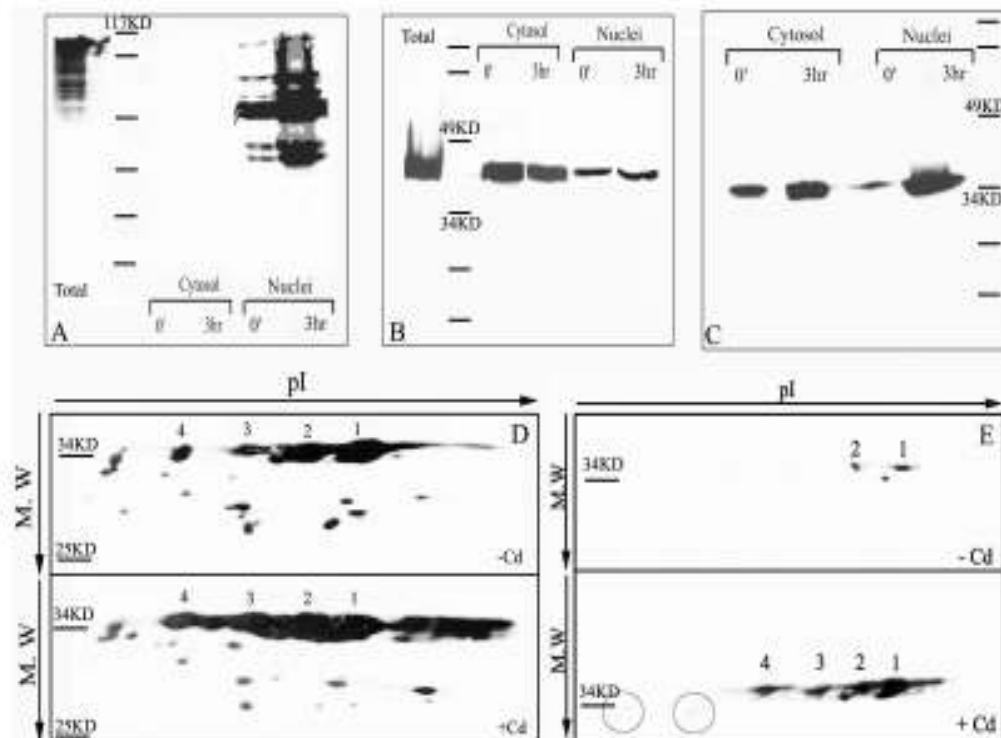 117KD
Total
Cytosol Nuclei
0' 3hr 0' 3hr
A
Total
Cytosol Nuclei
0' 3hr 0' 3hr
49KD
34KD
B
Cytosol Nuclei
0' 3hr 0' 3hr
49KD
34KD
C
pI
M. W
D
34KD
4 3 2 1
25KD
-Cd
M. W
34KD
4 3 2 1
25KD
+Cd
pI
M.W
E
34KD
2 1
- Cd
M.W
4 3 2 1
34KD
+ Cd